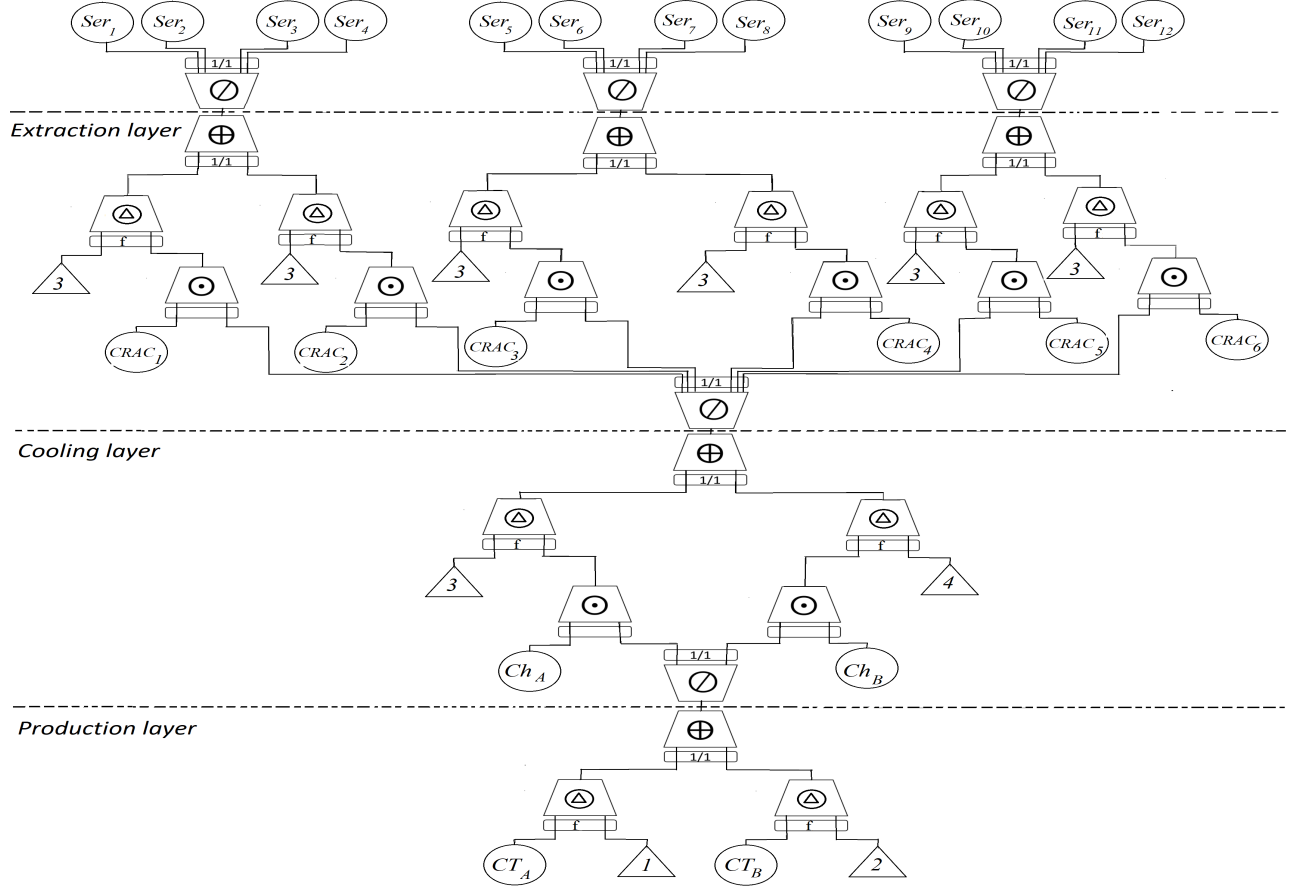 Ser1 Ser2 Ser3 Ser4 Ser5 Ser6 Ser7 Ser8 Ser9 Ser10 Ser11 Ser12
1/1 1/1 1/1
Extraction layer
1/1 1/1 1/1
f f f f f f
3 3 3 3 3 3
CRAC1 CRAC2 CRAC3 CRAC4 CRAC5 CRAC6
1/1
Cooling layer
1/1
f f
3 4
ChA ChB
1/1
Production layer
1/1
f f
CTA 1 CTB 2